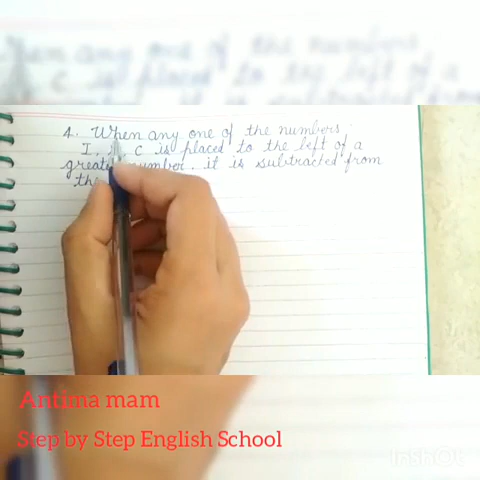 4. When any one of the numbers
I, C is placed to the left of a
greater number. it is subtracted from
Antima mam
Step by Step English School
InShOt